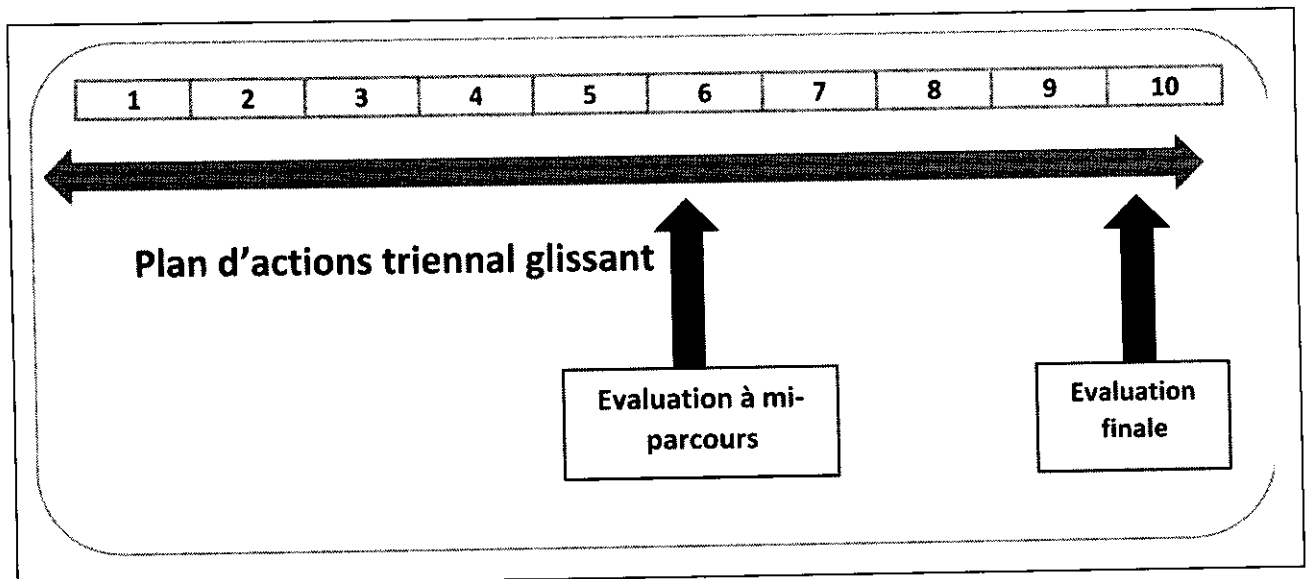 1 2 3 4 5 6 7 8 9 10
Plan d'actions triennal glissant
Evaluation à mi-
parcours
Evaluation
finale